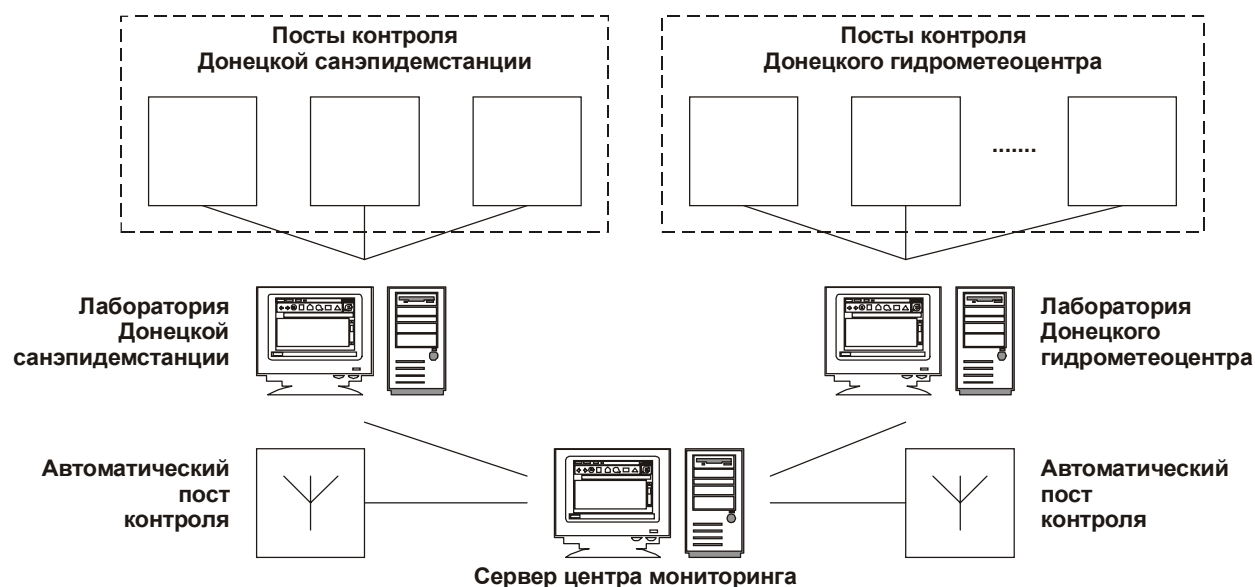 Посты контроля
Донецкой санэпидемстанции
Посты контроля
Донецкого гидрометеоцентра
.......
Лаборатория
Донецкой
санэпидемстанции
Лаборатория
Донецкого
гидрометеоцентра
Автоматический
пост
контроля
Автоматический
пост
контроля
Сервер центра мониторинга